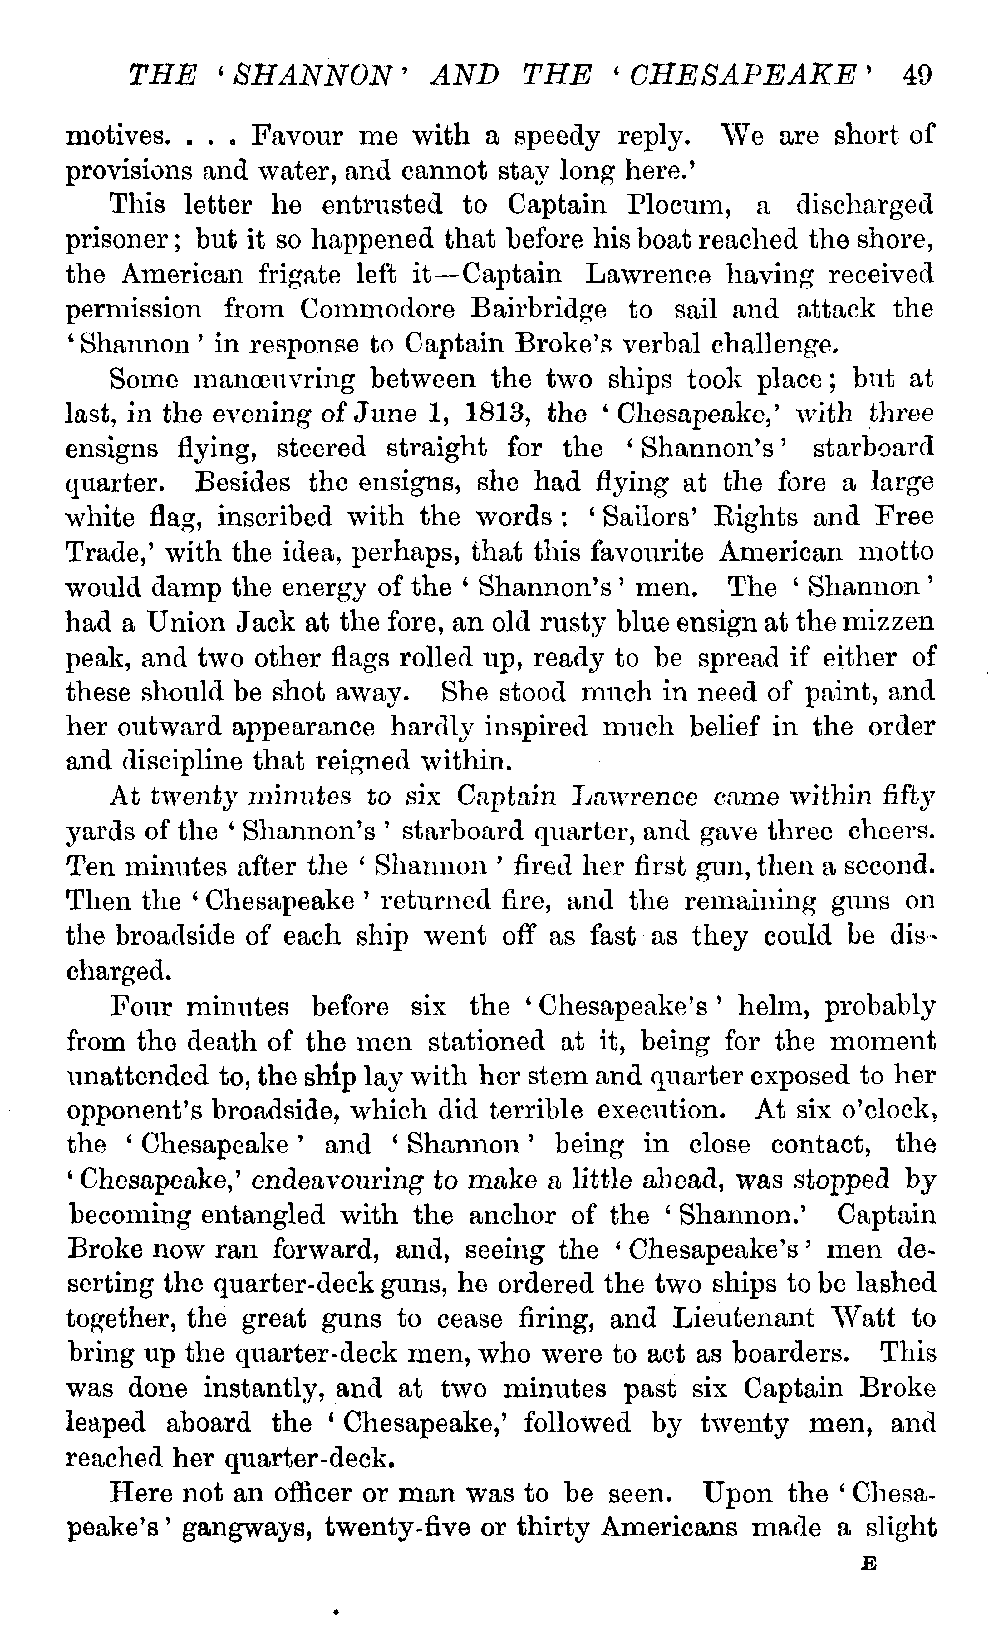 THE ‘ SHANNON ’ AND THE ‘ CHESAPEAKE ’ 49
motives. . . . Favour me with a speedy reply. We are short of
provisions and water, and cannot stay long here.’
This letter he entrusted to Captain Slocum, a discharged
prisoner ; but it so happened that before his boat reached the shore,
the American frigate left it—Captain Lawrence having received
permission from Commodore Bairbridge to sail and attack the
‘ Shannon ’ in response to Captain Broke’s verbal challenge.
Some manœuvring between the two ships took place ; but at
last, in the evening of June 1, 1813, the ‘ Chesapeake,’ with three
ensigns flying, steered straight for the ‘ Shannon’s ’ starboard
quarter. Besides the ensigns, she had flying at the fore a large
white flag, inscribed with the words : ‘ Sailors’ Rights and Free
Trade,’ with the idea, perhaps, that this favourite American motto
would damp the energy of the ‘ Shannon’s ’ men. The ‘ Shannon ’
had a Union Jack at the fore, an old rusty blue ensign at the mizzen
peak, and two other flags rolled up, ready to be spread if either of
these should be shot away. She stood much in need of paint, and
her outward appearance hardly inspired much belief in the order
and discipline that reigned within.
At twenty minutes to six Captain Lawrence came within fifty
yards of the ‘ Shannon’s ’ starboard quarter, and gave three cheers.
Ten minutes after the ‘ Shannon ’ fired her first gun, then a second.
Then the ‘ Chesapeake ’ returned fire, and the remaining guns on
the broadside of each ship went off as fast as they could be dis-
charged.
Four minutes before six the ‘ Chesapeake’s ’ helm, probably
from the death of the men stationed at it, being for the moment
unattended to, the ship lay with her stem and quarter exposed to her
opponent’s broadside, which did terrible execution. At six o’clock,
the ‘ Chesapeake ’ and ‘ Shannon ’ being in close contact, the
‘ Chesapeake,’ endeavouring to make a little ahead, was stopped by
becoming entangled with the anchor of the ‘ Shannon.’ Captain
Broke now ran forward, and, seeing the ‘ Chesapeake’s ’ men de-
serting the quarter-deck guns, he ordered the two ships to be lashed
together, the great guns to cease firing, and Lieutenant Watt to
bring up the quarter-deck men, who were to act as boarders. This
was done instantly, and at two minutes past six Captain Broke
leaped aboard the ‘ Chesapeake,’ followed by twenty men, and
reached her quarter-deck.
Here not an officer or man was to be seen. Upon the ‘ Chesa-
peake’s ’ gangways, twenty-five or thirty Americans made a slight
E